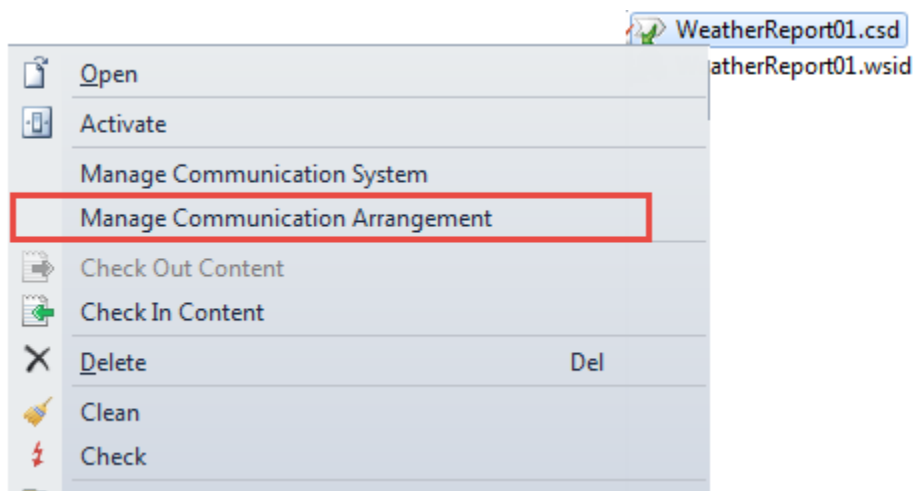 WeatherReport01.csd
atherReport01.wsid
Open
Activate
Manage Communication System
Manage Communication Arrangement
Check Out Content
Check In Content
Delete Del
Clean
Check